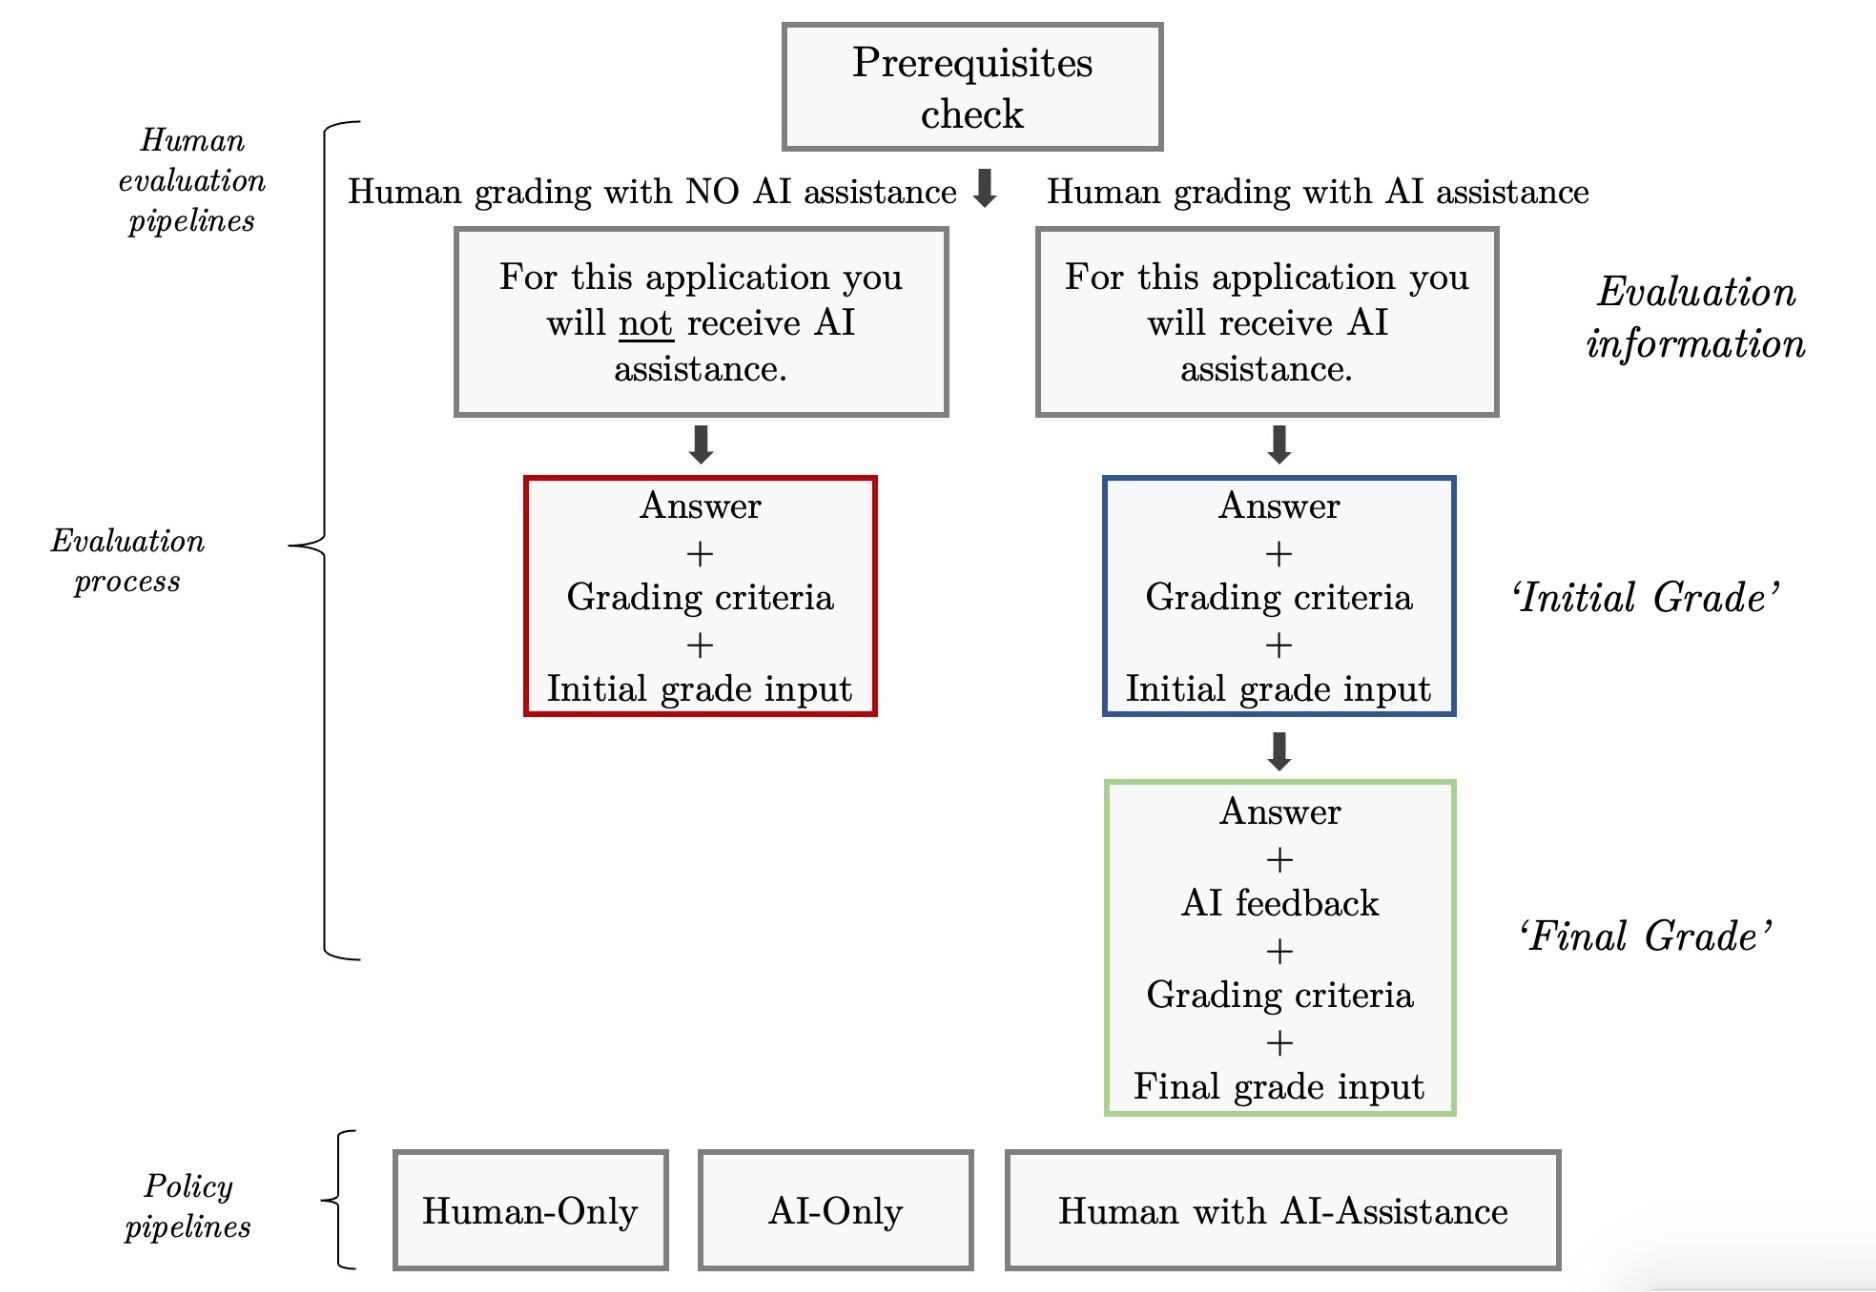 Prerequisites
check
Human
evaluation
pipelines
Human grading with NO AI assistance
Human grading with AI assistance
For this application you
will not receive AI
assistance.
For this application you
will receive AI
assistance.
Evaluation
information
Evaluation
process
Answer
+
Grading criteria
+
Initial grade input
Answer
+
Grading criteria
+
Initial grade input
‘Initial Grade’
Answer
+
AI feedback
+
Grading criteria
+
Final grade input
‘Final Grade’
Policy
pipelines
Human-Only
AI-Only
Human with AI-Assistance